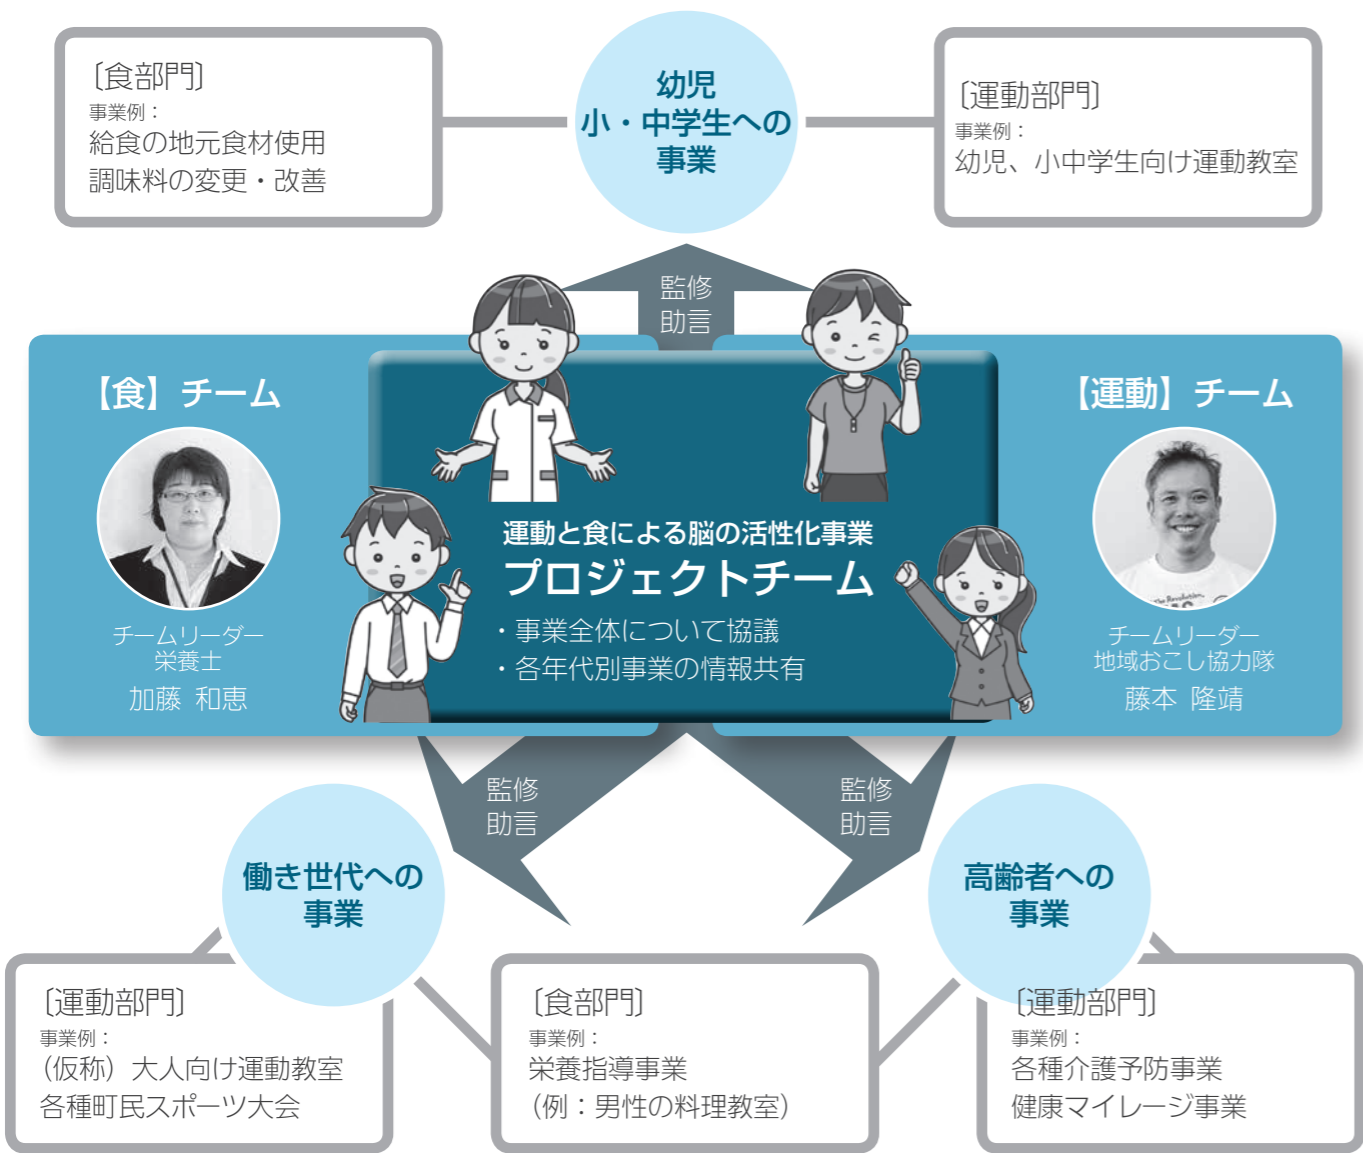 〔食部門〕
事業例：
給食の地元食材使用
調味料の変更・改善
幼児
小・中学生への
事業
〔運動部門〕
事業例：
幼児、小中学生向け運動教室
監修
助言
【食】チーム
チームリーダー
栄養士
加藤 和恵
運動と食による脳の活性化事業
プロジェクトチーム
・事業全体について協議
・各年代別事業の情報共有
【運動】チーム
The Revolution
チームリーダー
地域おこし協力隊
藤本 隆靖
監修
助言
監修
助言
働き世代への
事業
高齢者への
事業
〔運動部門〕
事業例：
（仮称）大人向け運動教室
各種町民スポーツ大会
〔食部門〕
事業例：
栄養指導事業
（例：男性の料理教室）
〔運動部門〕
事業例：
各種介護予防事業
健康マイレージ事業